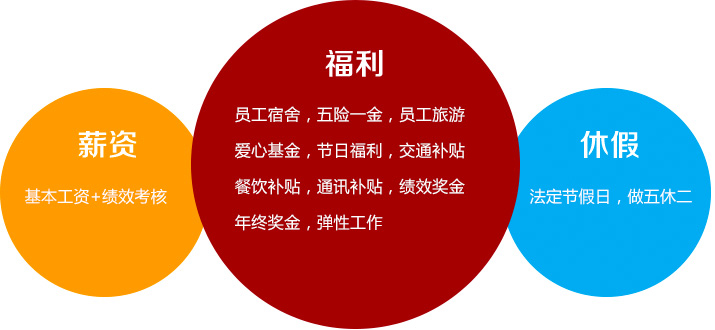 薪资
基本工资+绩效考核
福利
员工宿舍，五险一金，员工旅游
爱心基金，节日福利，交通补贴
餐饮补贴，通讯补贴，绩效奖金
年终奖金，弹性工作
休假
法定节假日，做五休二